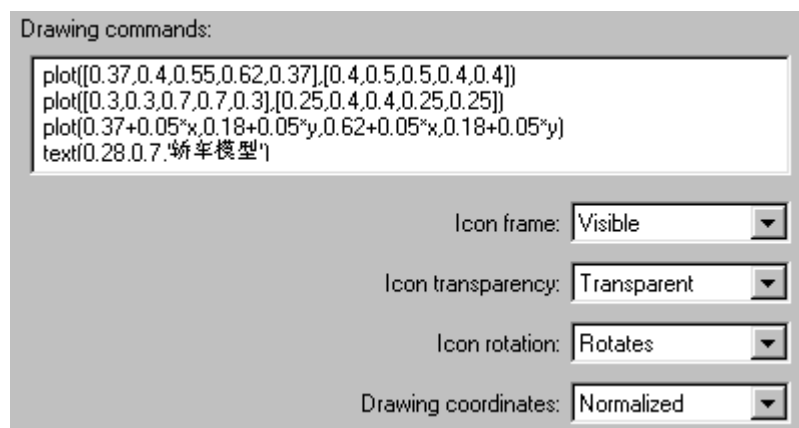 Drawing commands:
plot([0.37,0.4,0.55,0.62,0.37],[0.4,0.5,0.5,0.4,0.4])
plot([0.3,0.3,0.7,0.7,0.3],[0.25,0.4,0.4,0.25,0.25])
plot(0.37+0.05*x,0.18+0.05*y,0.62+0.05*x,0.18+0.05*y)
text(0.28,0.7,'轿车模型')
Icon frame: Visible
Icon transparency: Transparent
Icon rotation: Rotates
Drawing coordinates: Normalized